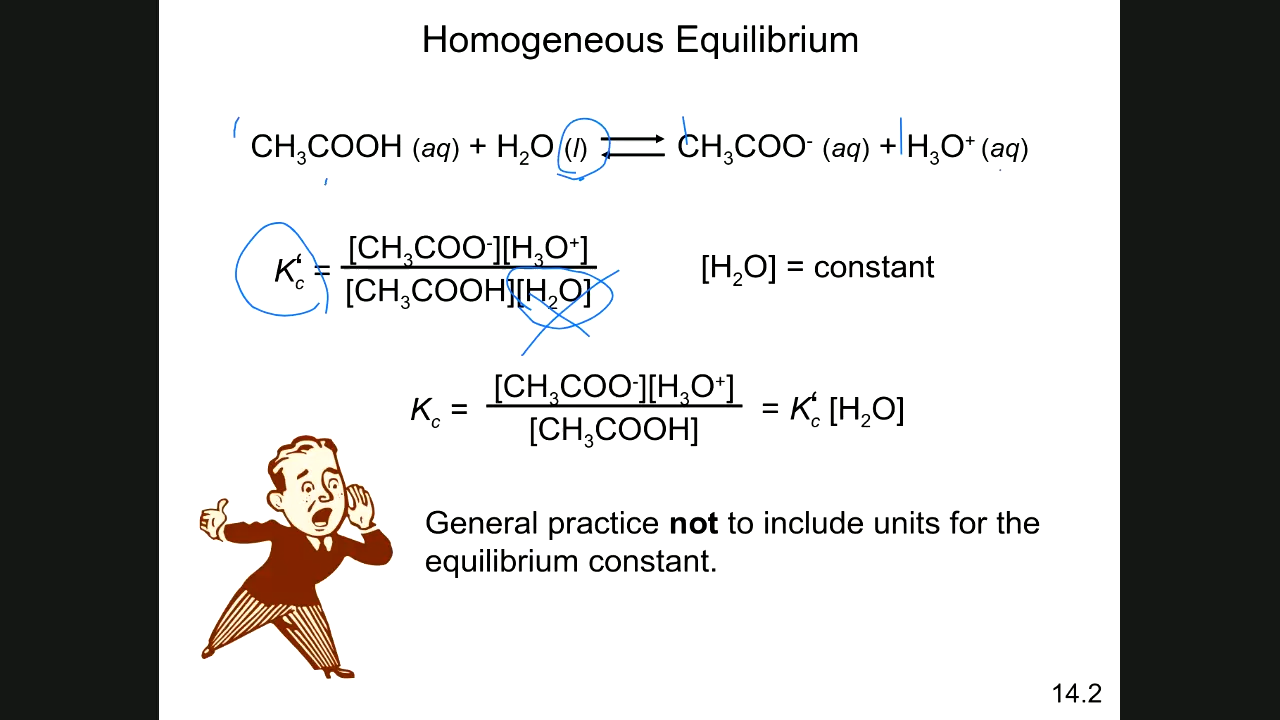 Homogeneous Equilibrium
CH₃COOH (aq) + H₂O (l) ⇌ CH₃COO⁻ (aq) + H₃O⁺ (aq)
K꜀′ = [CH₃COO⁻][H₃O⁺] / [CH₃COOH][H₂O]   [H₂O] = constant
K꜀ = [CH₃COO⁻][H₃O⁺] / [CH₃COOH] = K꜀′ [H₂O]
General practice not to include units for the
equilibrium constant.
14.2